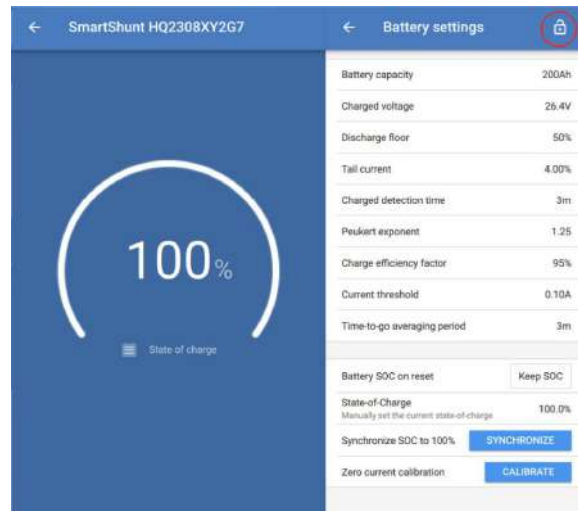 SmartShunt HQ2308XY2G7
100%
State of charge
Battery settings
Battery capacity 200Ah
Charged voltage 26.4V
Discharge floor 50%
Tail current 4.00%
Charged detection time 3m
Peukert exponent 1.25
Charge efficiency factor 95%
Current threshold 0.10A
Time-to-go averaging period 3m
Battery SOC on reset Keep SOC
State-of-Charge 100.0%
Manually set the current state-of-charge
Synchronize SOC to 100% SYNCHRONIZE
Zero current calibration CALIBRATE